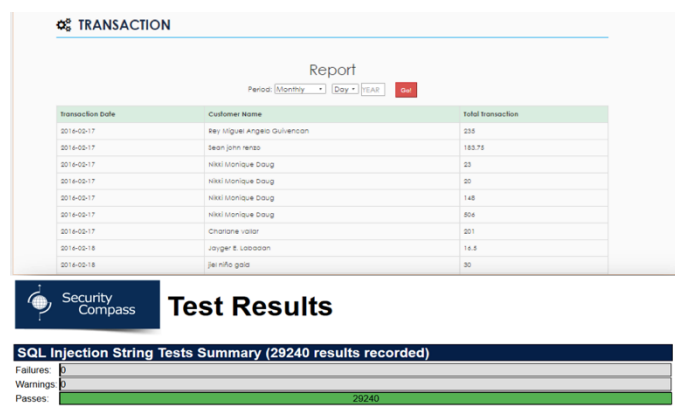 TRANSACTION
Report
Period: Monthly Day YEAR Go!
Transaction Date Customer Name Total Transaction
2016-02-17 Rey Miguel Angelo Guivencan 235
2016-02-17 Sean john renzo 183.75
2016-02-17 Nikki Monique Daug 23
2016-02-17 Nikki Monique Daug 20
2016-02-17 Nikki Monique Daug 148
2016-02-17 Nikki Monique Daug 506
2016-02-17 201
2016-02-18 Jayger E. Labadan 16.5
2016-02-18 jiei niño gaid 30
Security
Compass
Test Results
SQL Injection String Tests Summary (29240 results recorded)
Failures: 0
Warnings: 0
Passes: 29240